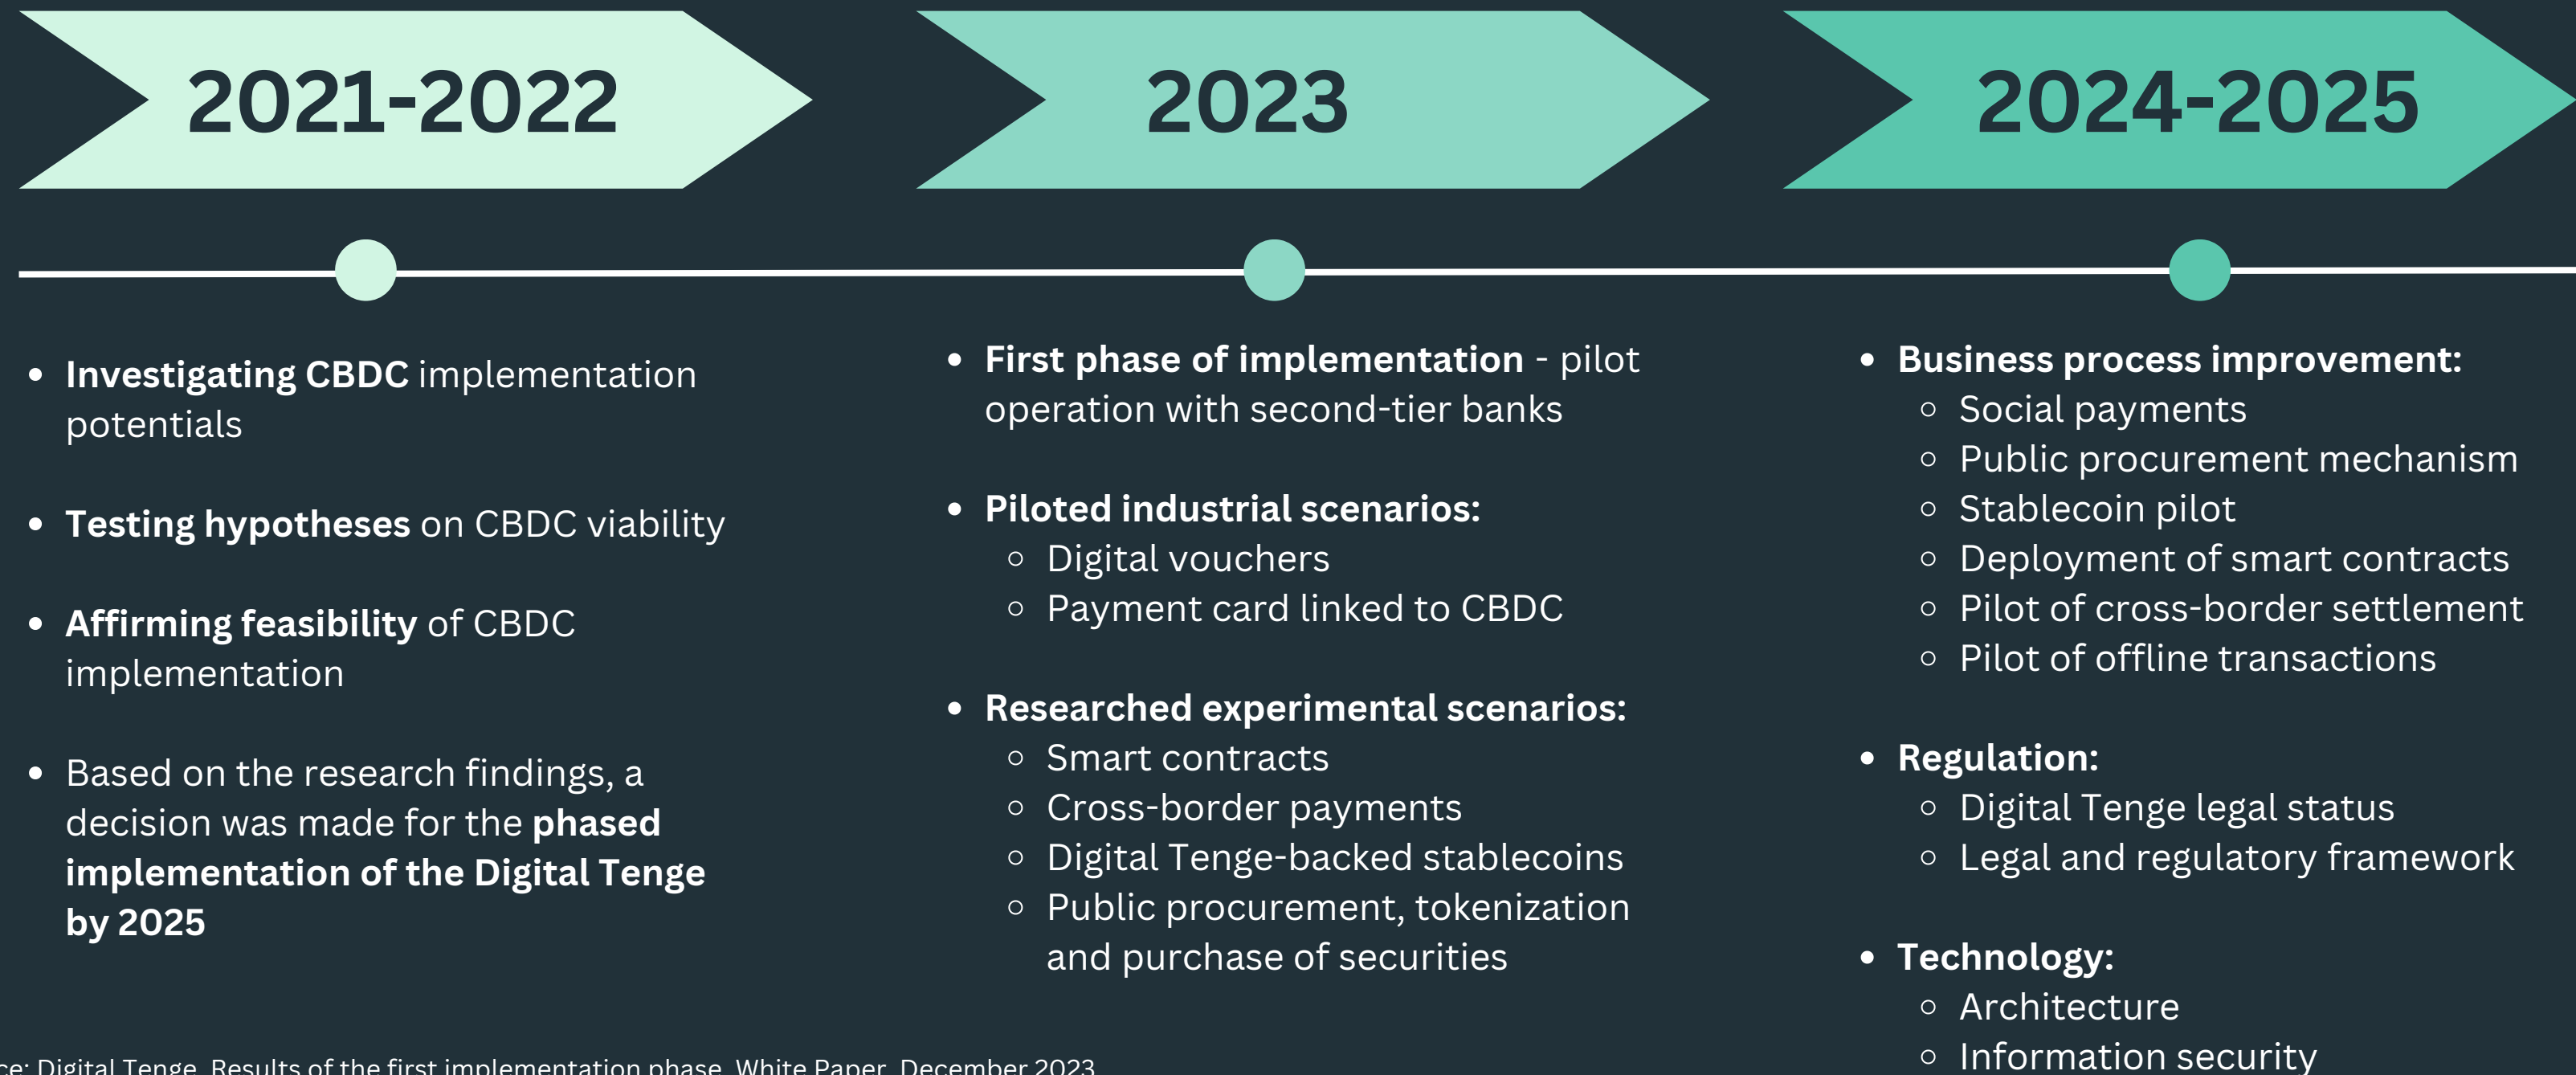 2021-2022
2023
2024-2025
• Investigating CBDC implementation
potentials
• Testing hypotheses on CBDC viability
• Affirming feasibility of CBDC
implementation
• Based on the research findings, a
decision was made for the phased
implementation of the Digital Tenge
by 2025
• First phase of implementation - pilot
operation with second-tier banks
• Piloted industrial scenarios:
○ Digital vouchers
○ Payment card linked to CBDC
• Researched experimental scenarios:
○ Smart contracts
○ Cross-border payments
○ Digital Tenge-backed stablecoins
○ Public procurement, tokenization
and purchase of securities
• Business process improvement:
○ Social payments
○ Public procurement mechanism
○ Stablecoin pilot
○ Deployment of smart contracts
○ Pilot of cross-border settlement
○ Pilot of offline transactions
• Regulation:
○ Digital Tenge legal status
○ Legal and regulatory framework
• Technology:
○ Architecture
○ Information security
ce: Digital Tenge. Results of the first implementation phase. White Paper. December 2023